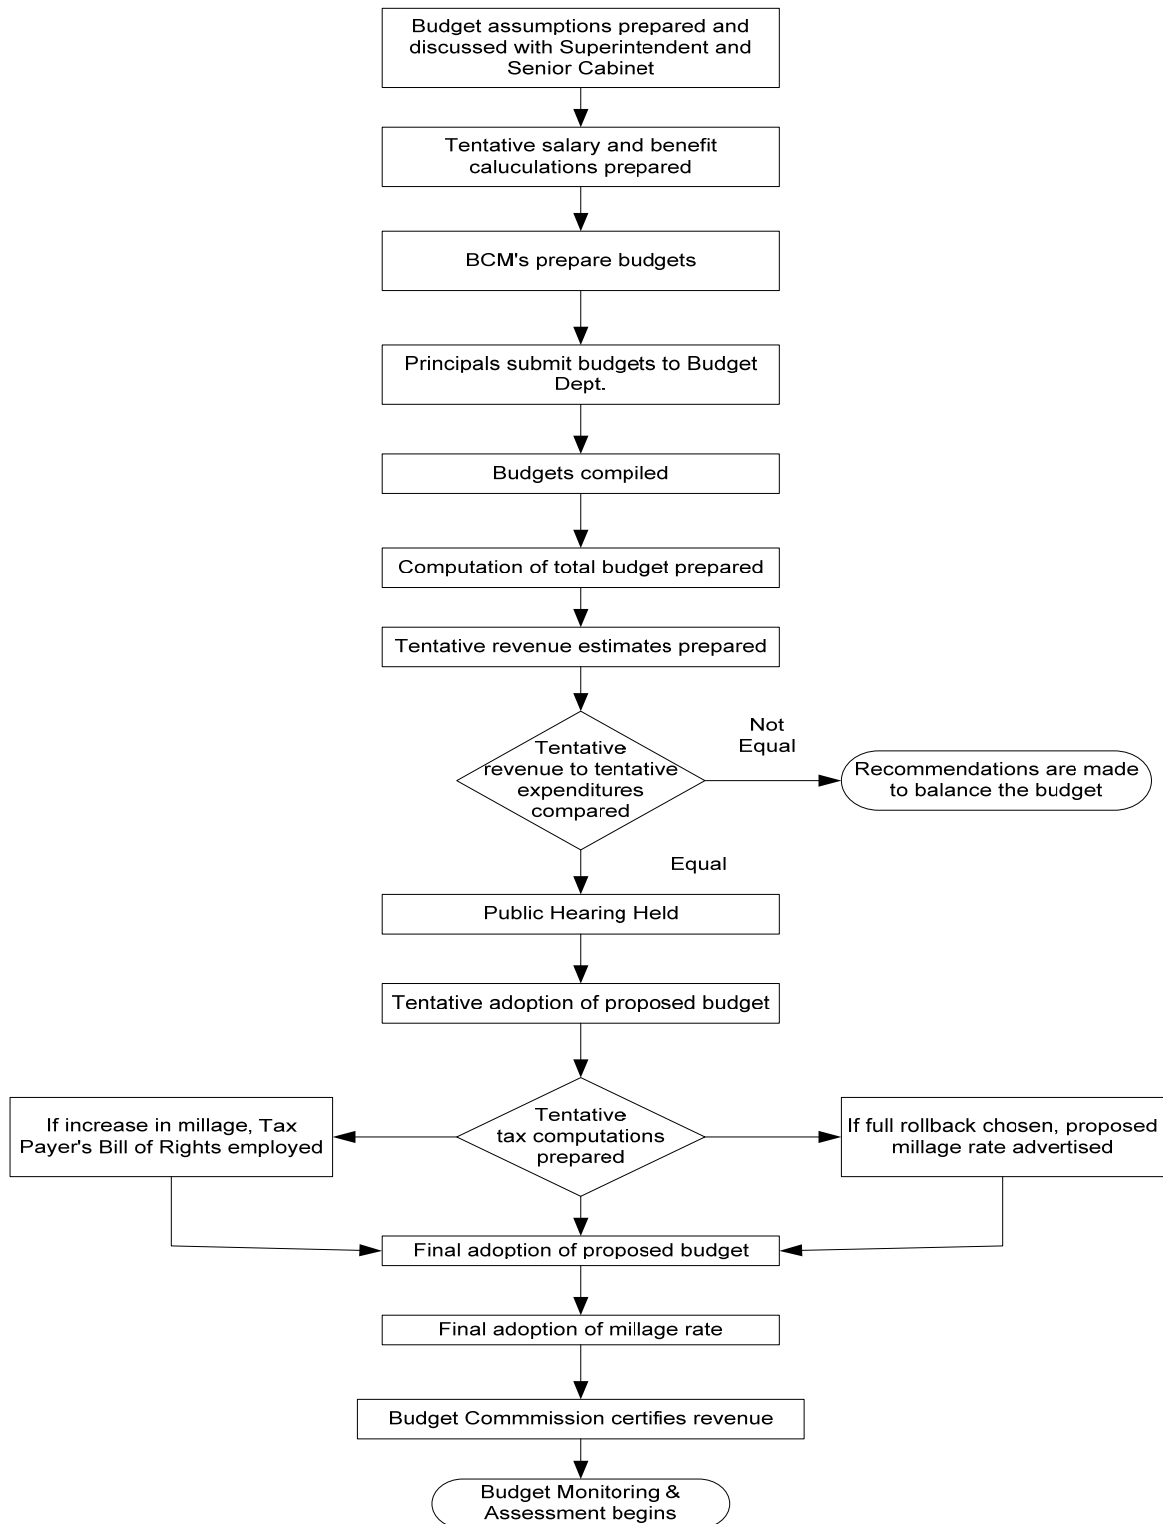 Budget assumptions prepared and
discussed with Superintendent and
Senior Cabinet
Tentative salary and benefit
caluculations prepared
BCM's prepare budgets
Principals submit budgets to Budget
Dept.
Budgets compiled
Computation of total budget prepared
Tentative revenue estimates prepared
Tentative
revenue to tentative
expenditures
compared
Not
Equal
Recommendations are made
to balance the budget
Equal
Public Hearing Held
Tentative adoption of proposed budget
If increase in millage, Tax
Payer's Bill of Rights employed
Tentative
tax computations
prepared
If full rollback chosen, proposed
millage rate advertised
Final adoption of proposed budget
Final adoption of millage rate
Budget Commmission certifies revenue
Budget Monitoring &
Assessment begins